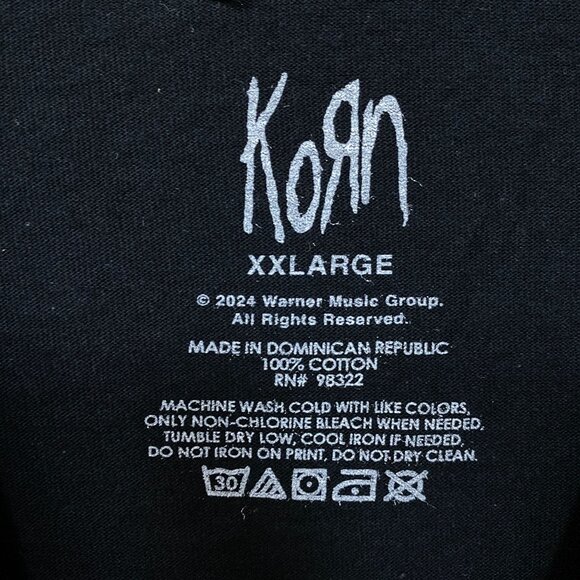 KoЯn
XXLARGE
© 2024 Warner Music Group.
All Rights Reserved.
MADE IN DOMINICAN REPUBLIC
100% COTTON
RN# 98322
MACHINE WASH COLD WITH LIKE COLORS,
ONLY NON-CHLORINE BLEACH WHEN NEEDED,
TUMBLE DRY LOW, COOL IRON IF NEEDED,
DO NOT IRON ON PRINT, DO NOT DRY CLEAN.
30